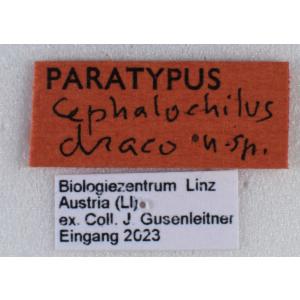 PARATYPUS
Cephalochilus
draco n.sp.
Biologiezentrum Linz
Austria (LI)
ex. Coll. J. Gusenleitner
Eingang 2023